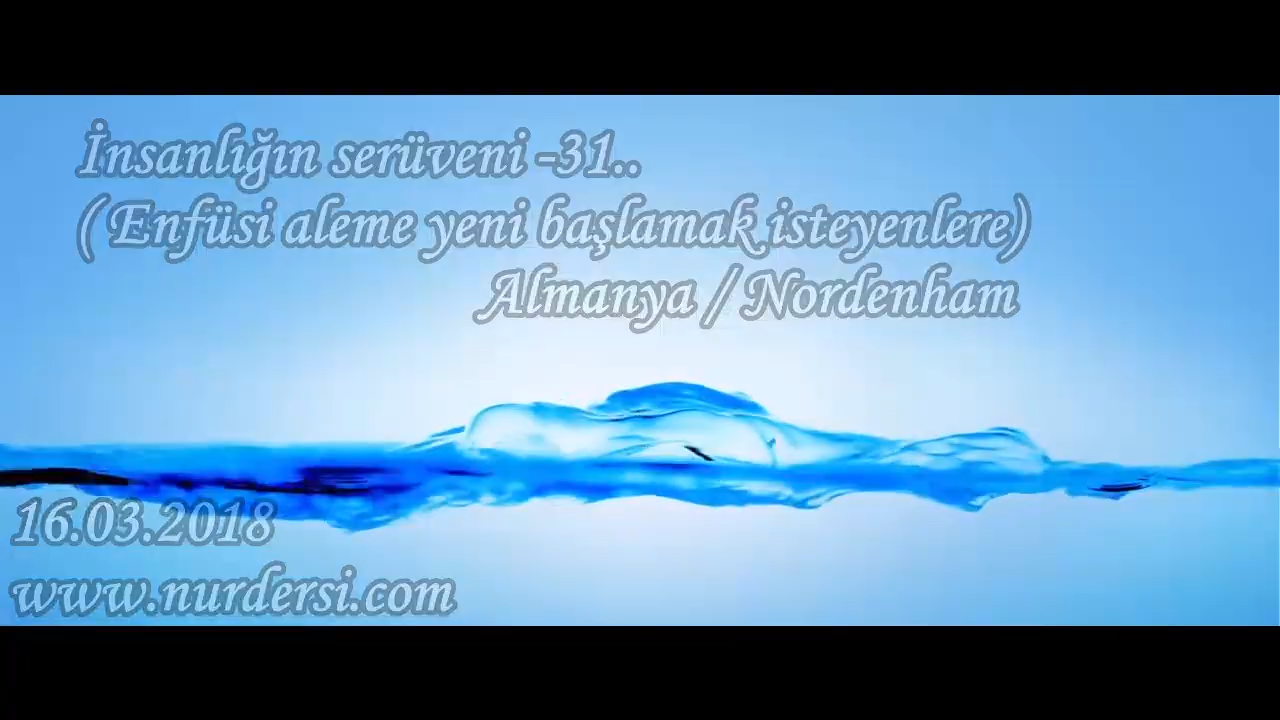 İnsanlığın serüveni -31..
( Enfüsi aleme yeni başlamak isteyenlere)
Almanya / Nordenham
16.03.2018
www.nurdersi.com